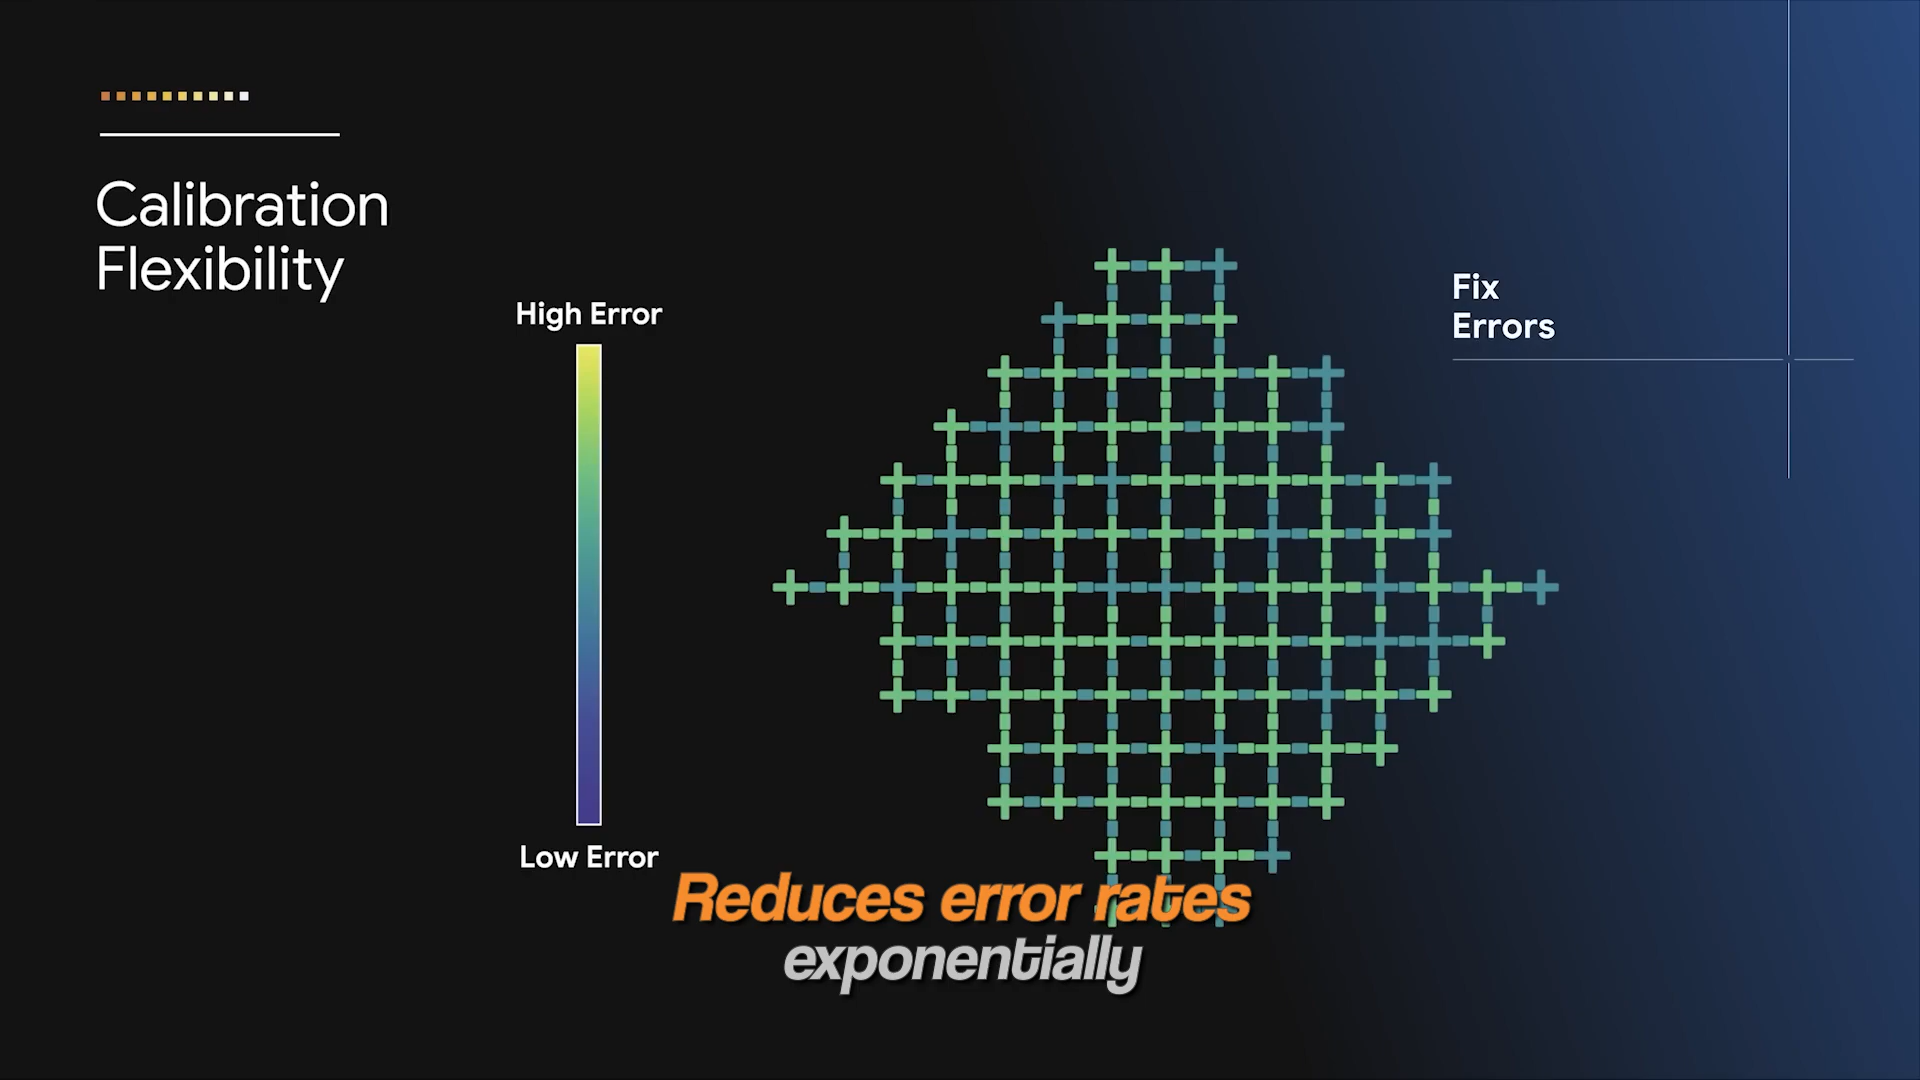 Calibration
Flexibility
High Error
Low Error
Fix
Errors
Reduces error rates
exponentially